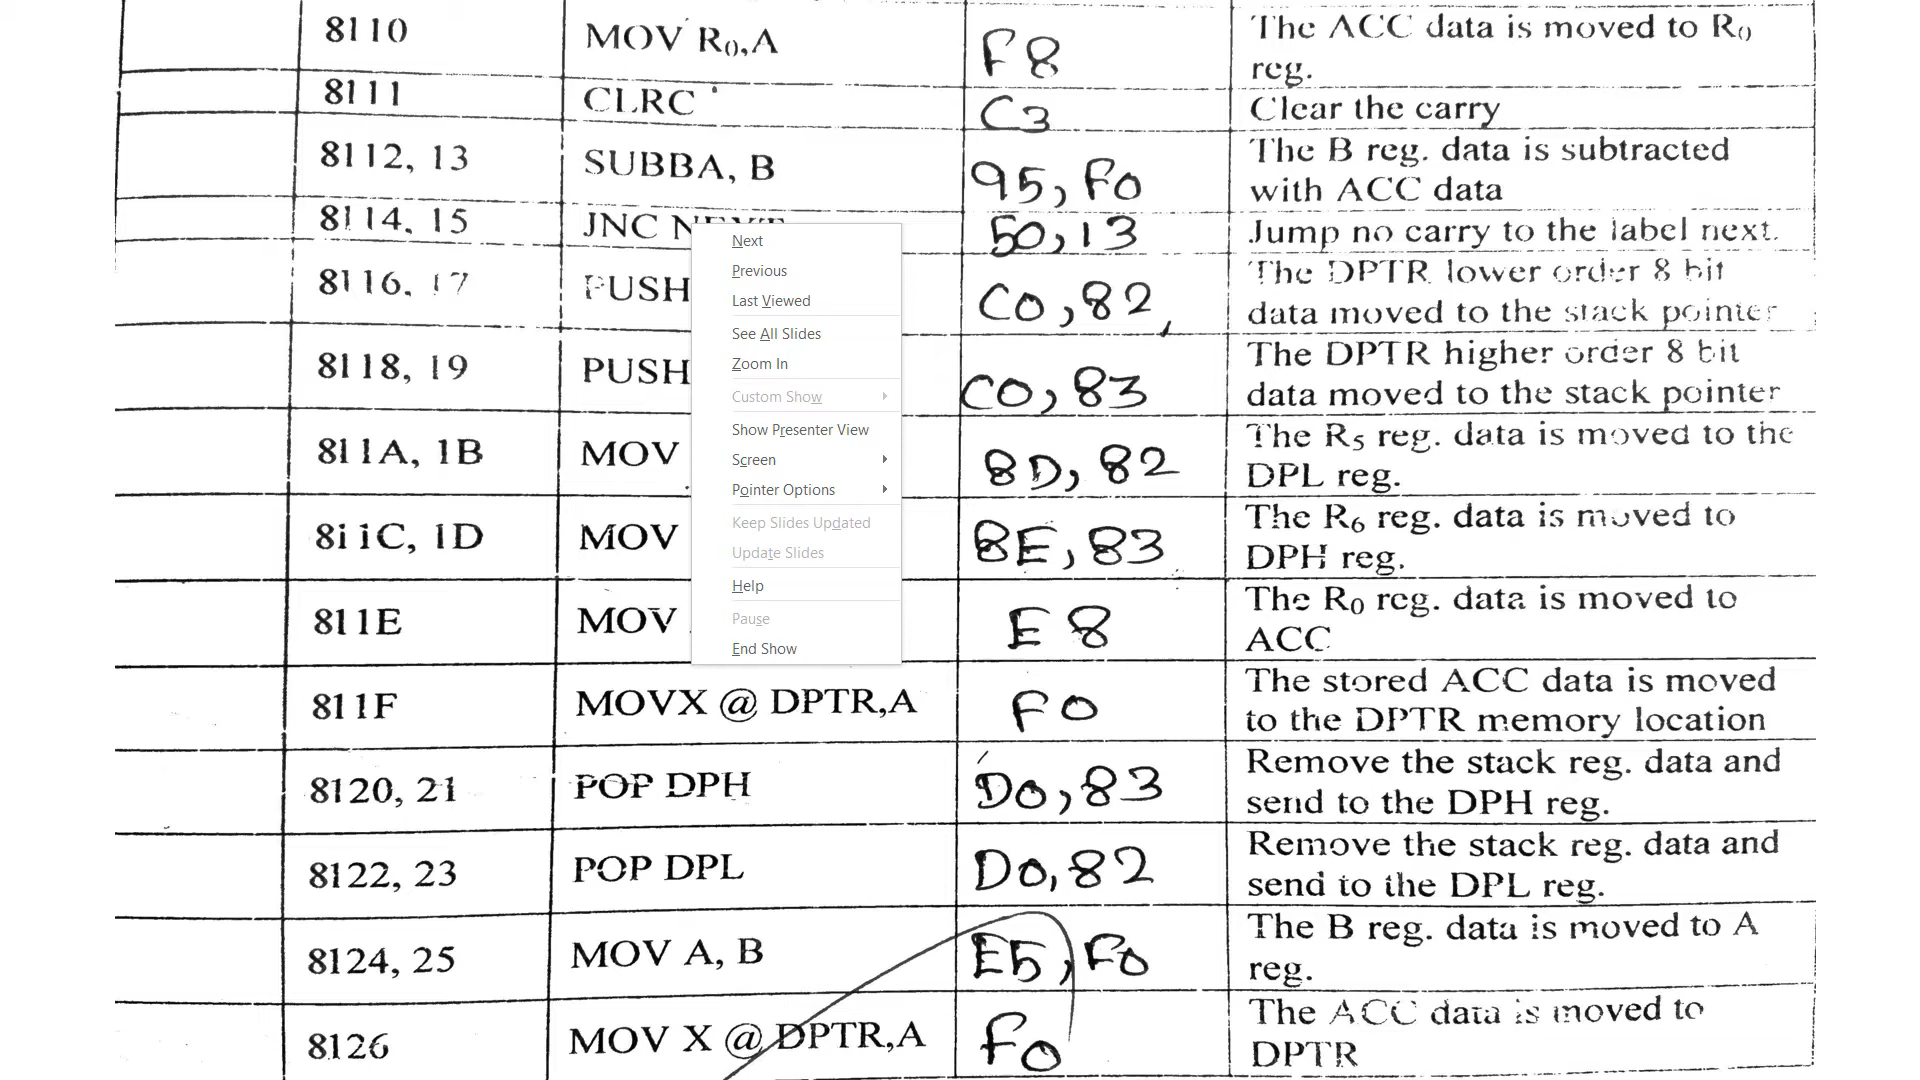 8110 MOV R0,A F8 The ACC data is moved to R0
reg.
8111 CLRC C3 Clear the carry
8112, 13 SUBBA, B 95, F0 The B reg. data is subtracted
with ACC data
8114, 15 JNC 50, 13 Jump no carry to the label next.
8116, 17 PUSH C0, 82 The DPTR lower order 8 bit
data moved to the stack pointer
8118, 19 PUSH C0, 83 The DPTR higher order 8 bit
data moved to the stack pointer
811A, 1B MOV 8D, 82 The R5 reg. data is moved to the
DPL reg.
811C, 1D MOV 8E, 83 The R6 reg. data is moved to
DPH reg.
811E MOV E8 The R0 reg. data is moved to
ACC
811F MOVX @ DPTR,A F0 The stored ACC data is moved
to the DPTR memory location
8120, 21 POP DPH D0, 83 Remove the stack reg. data and
send to the DPH reg.
8122, 23 POP DPL D0, 82 Remove the stack reg. data and
send to the DPL reg.
8124, 25 MOV A, B E5, F0 The B reg. data is moved to A
reg.
8126 MOV X @ DPTR,A F0 The ACC data is moved to
DPTR
Next
Previous
Last Viewed
See All Slides
Zoom In
Custom Show
Show Presenter View
Screen
Pointer Options
Keep Slides Updated
Update Slides
Help
Pause
End Show